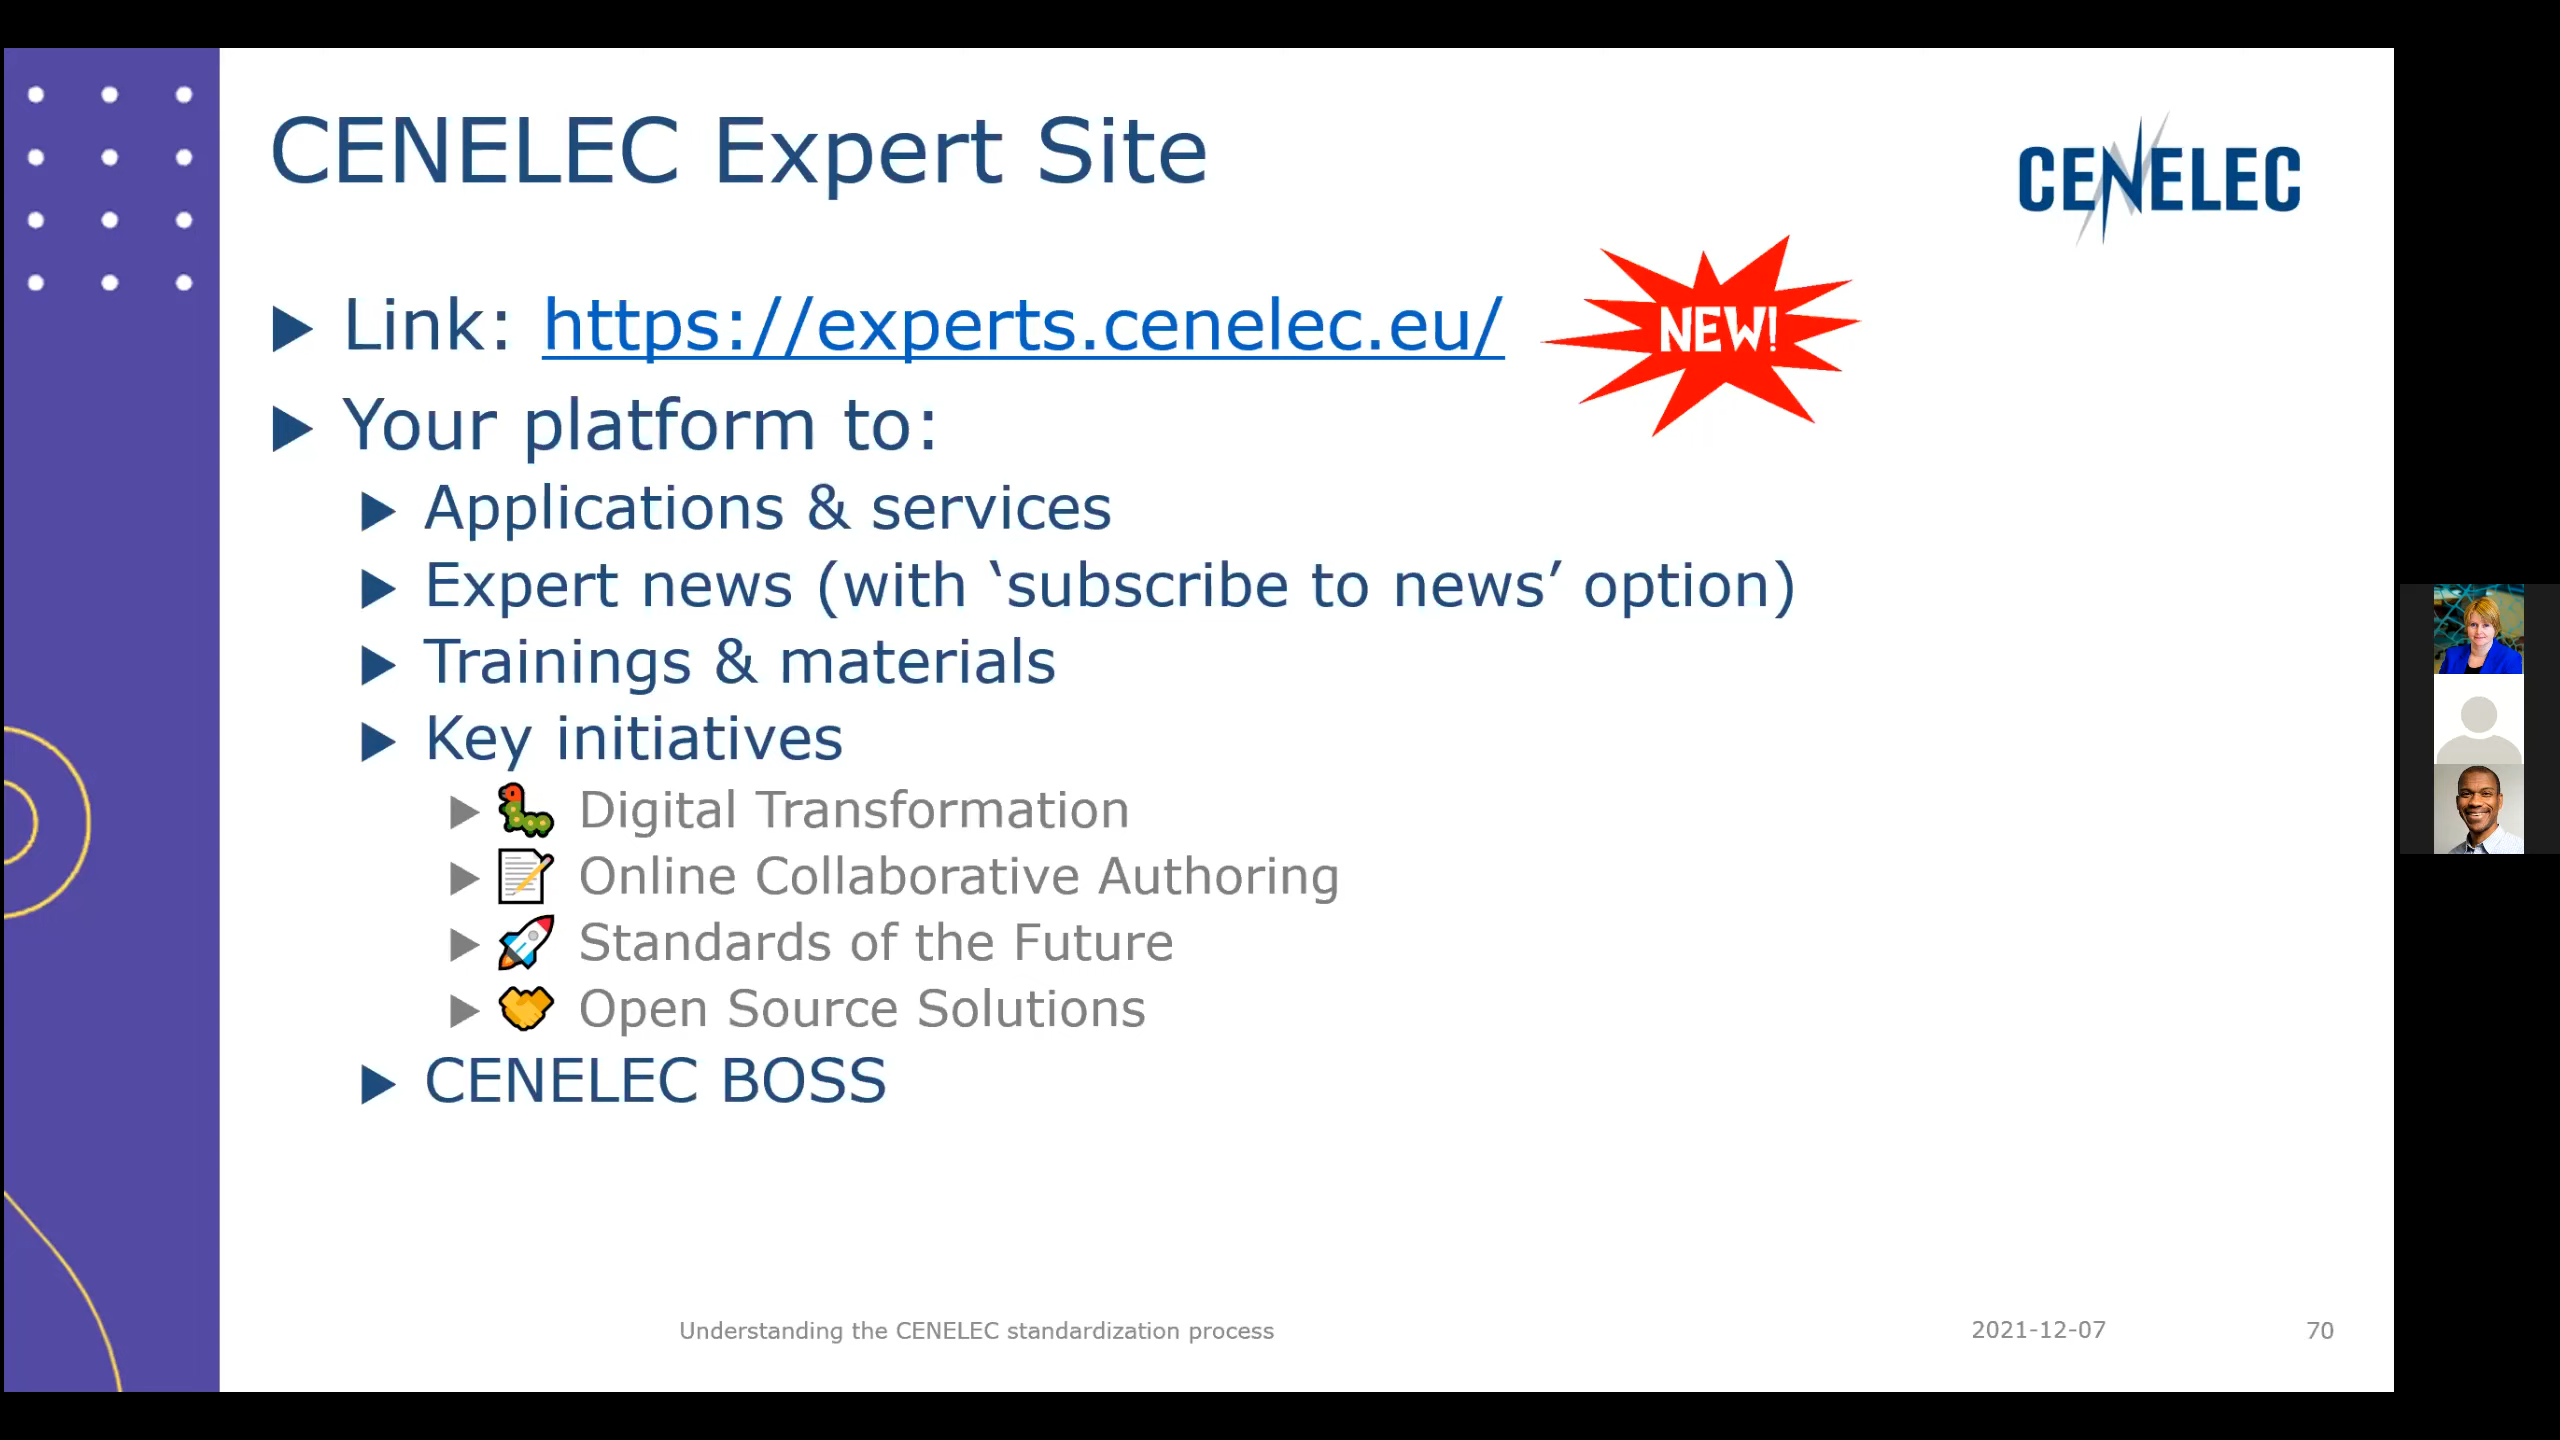 CENELEC Expert Site
CENELEC
Link: https://experts.cenelec.eu/
NEW!
Your platform to:
Applications & services
Expert news (with ‘subscribe to news’ option)
Trainings & materials
Key initiatives
Digital Transformation
Online Collaborative Authoring
Standards of the Future
Open Source Solutions
CENELEC BOSS
Understanding the CENELEC standardization process
2021-12-07
70